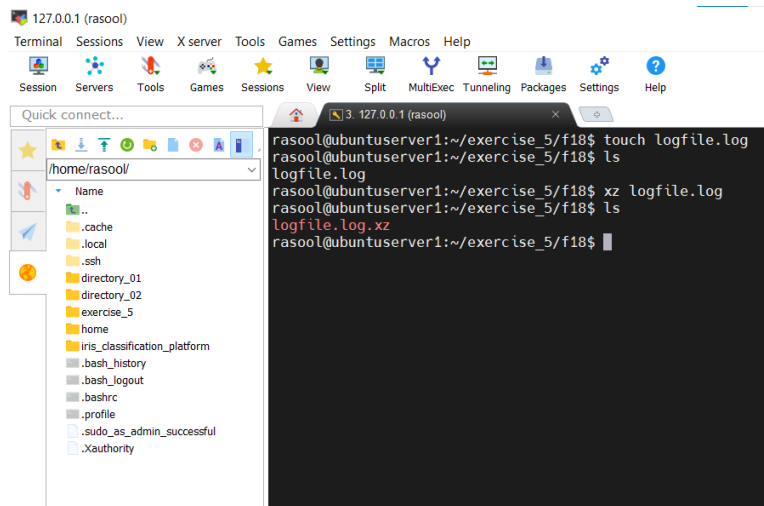 127.0.0.1 (rasool)
Terminal Sessions View X server Tools Games Settings Macros Help
Session Servers Tools Games Sessions View Split MultiExec Tunneling Packages Settings Help
Quick connect...
3. 127.0.0.1 (rasool)
/home/rasool/
Name
..
.cache
.local
.ssh
directory_01
directory_02
exercise_5
home
iris_classification_platform
.bash_history
.bash_logout
.bashrc
.profile
.sudo_as_admin_successful
.Xauthority
rasool@ubuntuserver1:~/exercise_5/f18$ touch logfile.log
rasool@ubuntuserver1:~/exercise_5/f18$ ls
logfile.log
rasool@ubuntuserver1:~/exercise_5/f18$ xz logfile.log
rasool@ubuntuserver1:~/exercise_5/f18$ ls
logfile.log.xz
rasool@ubuntuserver1:~/exercise_5/f18$